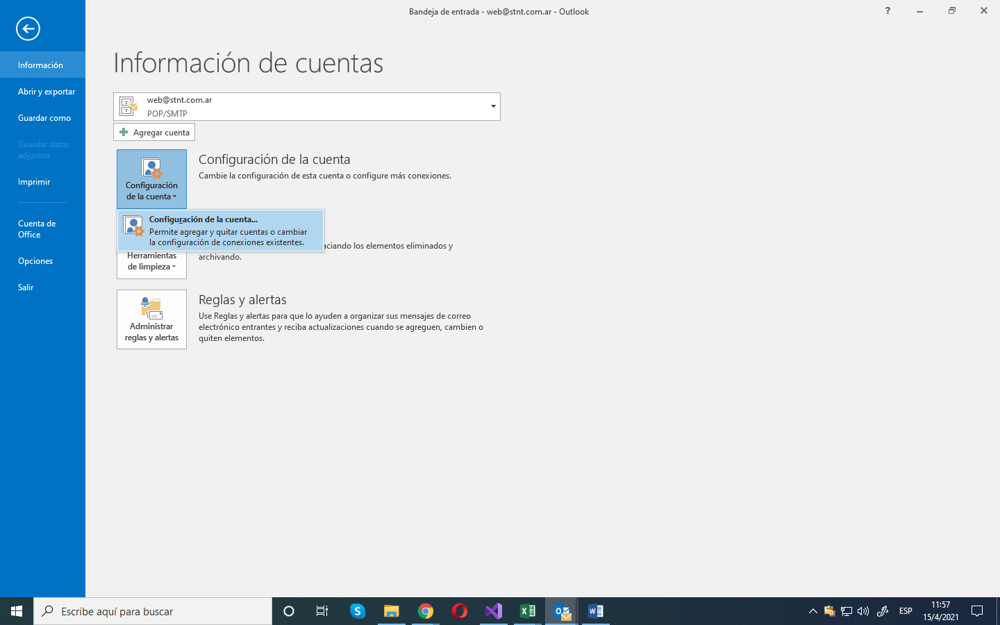 Bandeja de entrada - web@stnt.com.ar - Outlook
?
Información
Abrir y exportar
Guardar como
Guardar datos
adjuntos
Imprimir
Cuenta de
Office
Opciones
Salir
Información de cuentas
web@stnt.com.ar
POP/SMTP
Agregar cuenta
Configuración
de la cuenta
Configuración de la cuenta
Cambie la configuración de esta cuenta o configure más conexiones.
Configuración de la cuenta...
Permite agregar y quitar cuentas o cambiar
la configuración de conexiones existentes.
aciando los elementos eliminados y
archivando.
Herramientas
de limpieza
Administrar
reglas y alertas
Reglas y alertas
Use Reglas y alertas para que lo ayuden a organizar sus mensajes de correo
electrónico entrantes y reciba actualizaciones cuando se agreguen, cambien o
quiten elementos.
Escribe aquí para buscar
ESP
11:57
15/4/2021